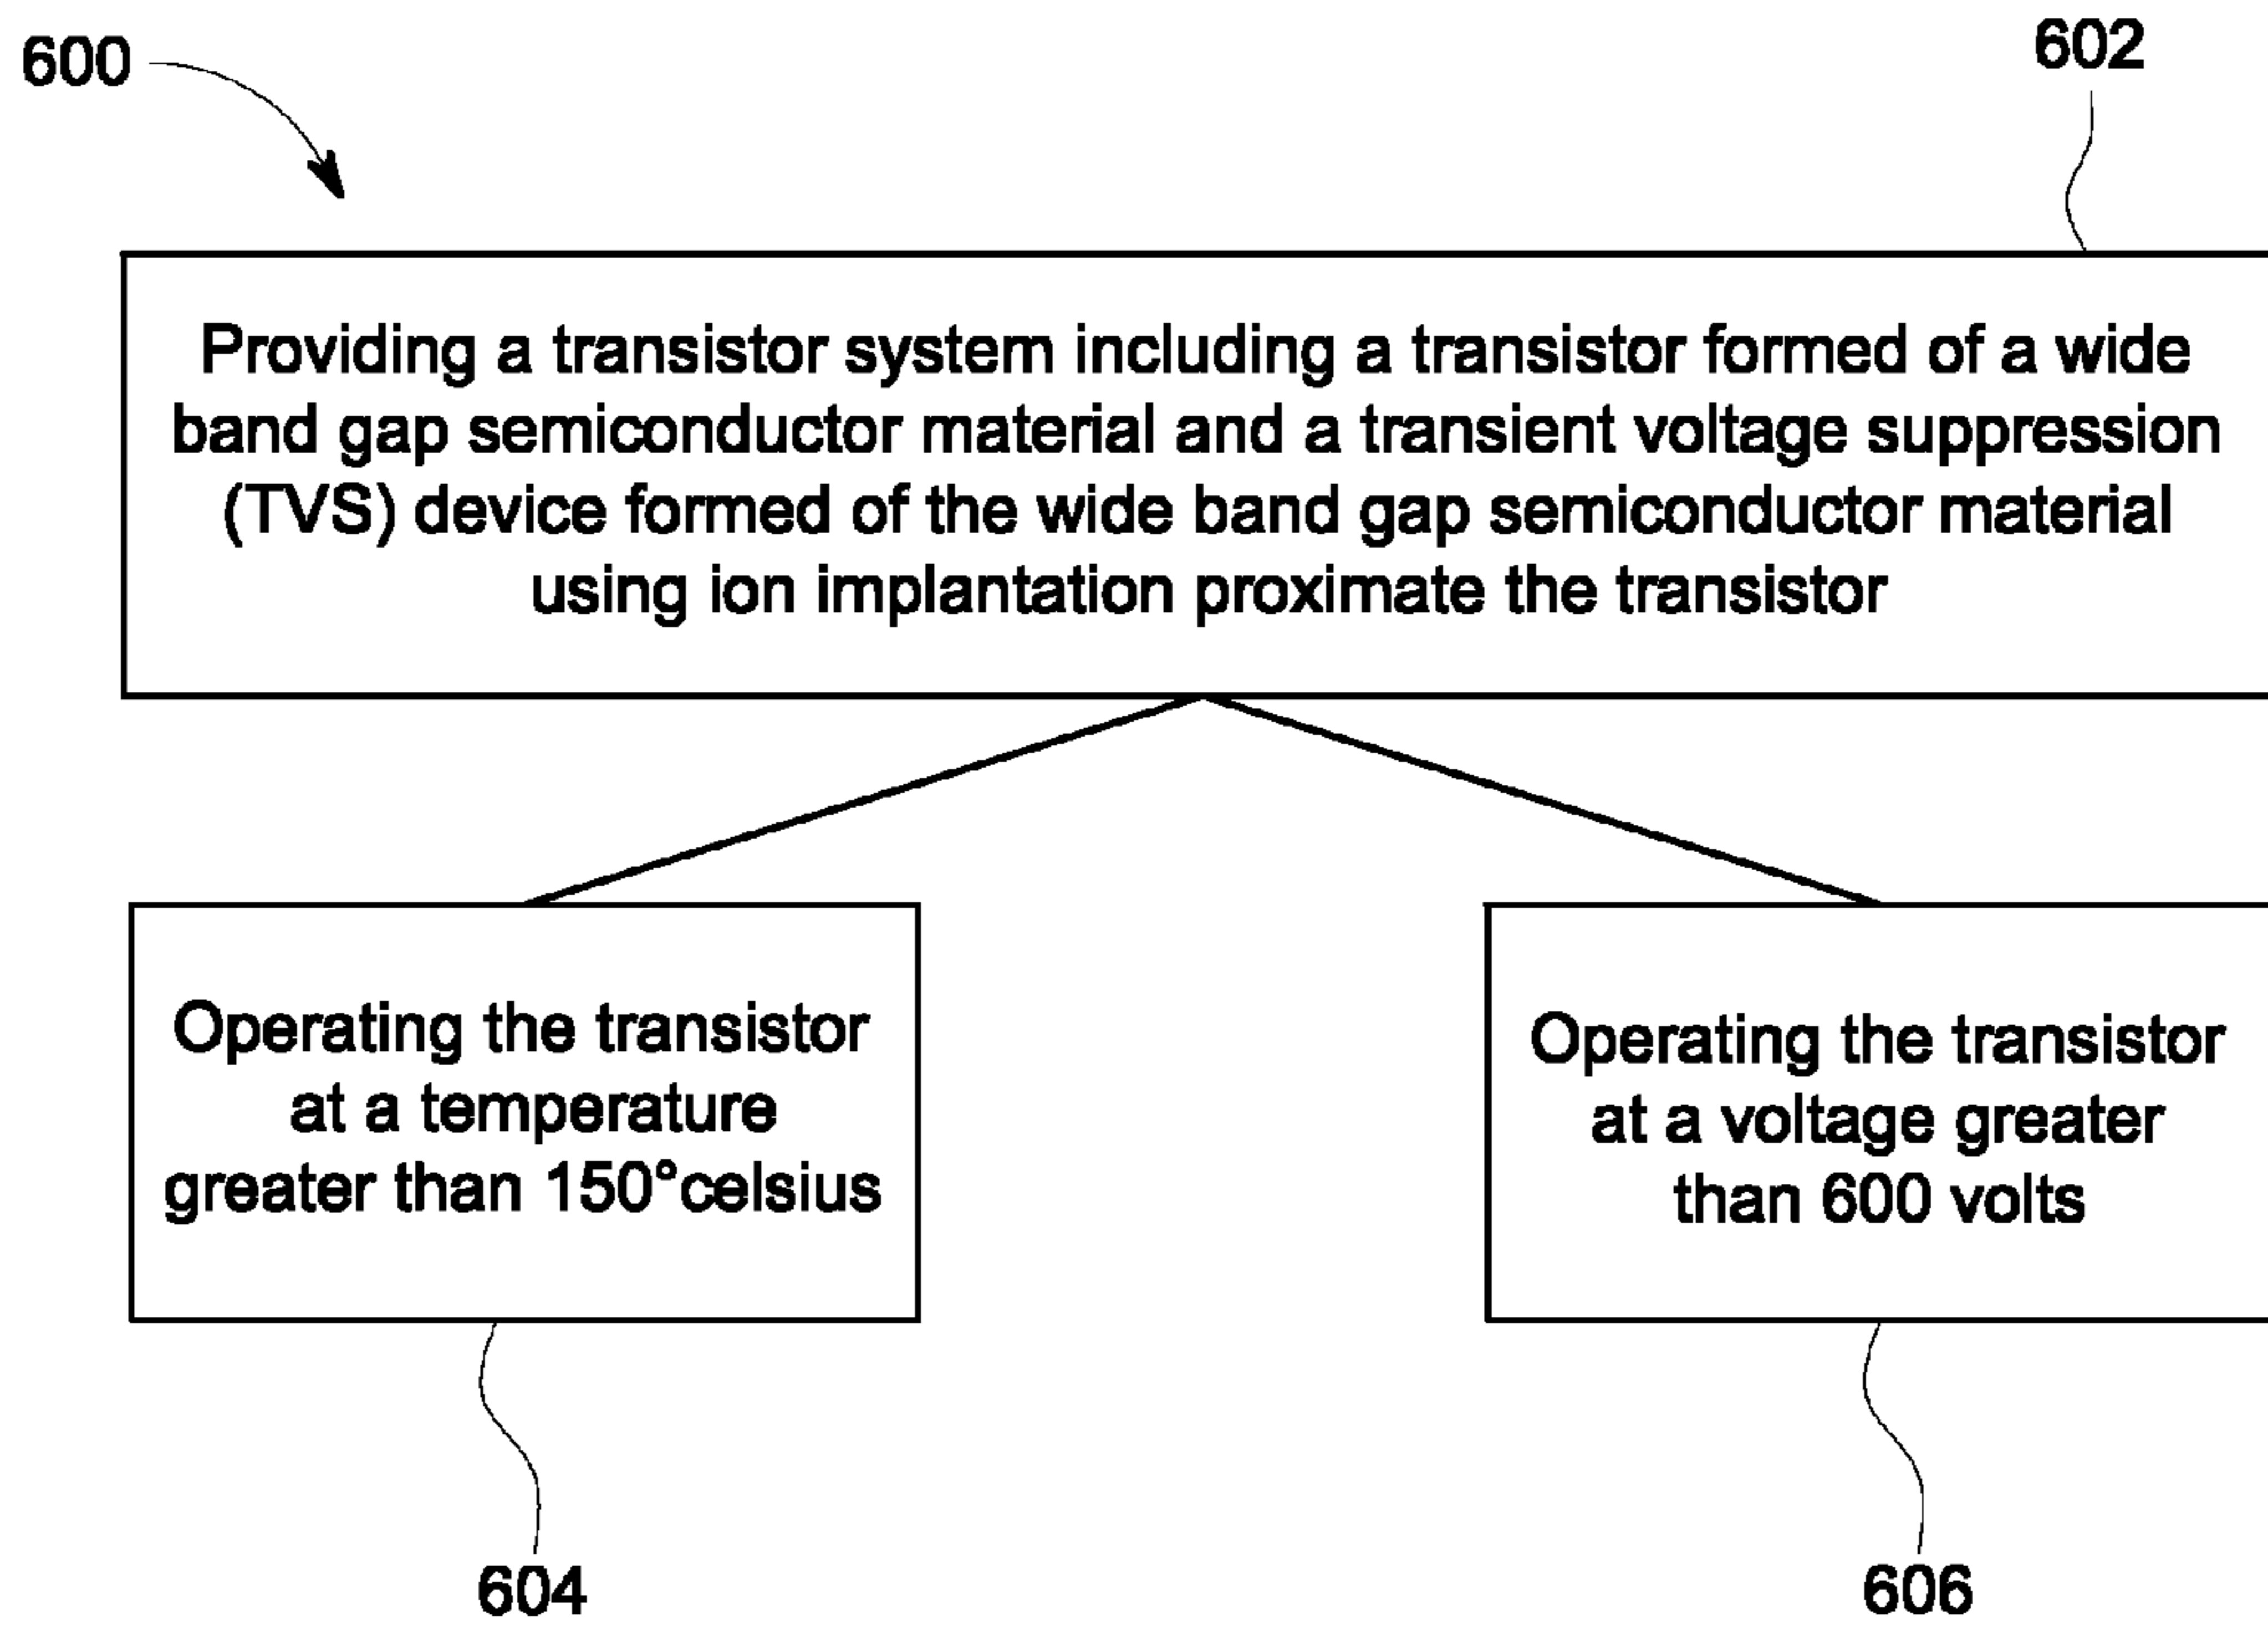 600
602
Providing a transistor system including a transistor formed of a wide
band gap semiconductor material and a transient voltage suppression
(TVS) device formed of the wide band gap semiconductor material
using ion implantation proximate the transistor
Operating the transistor
at a temperature
greater than 150°celsius
Operating the transistor
at a voltage greater
than 600 volts
604
606